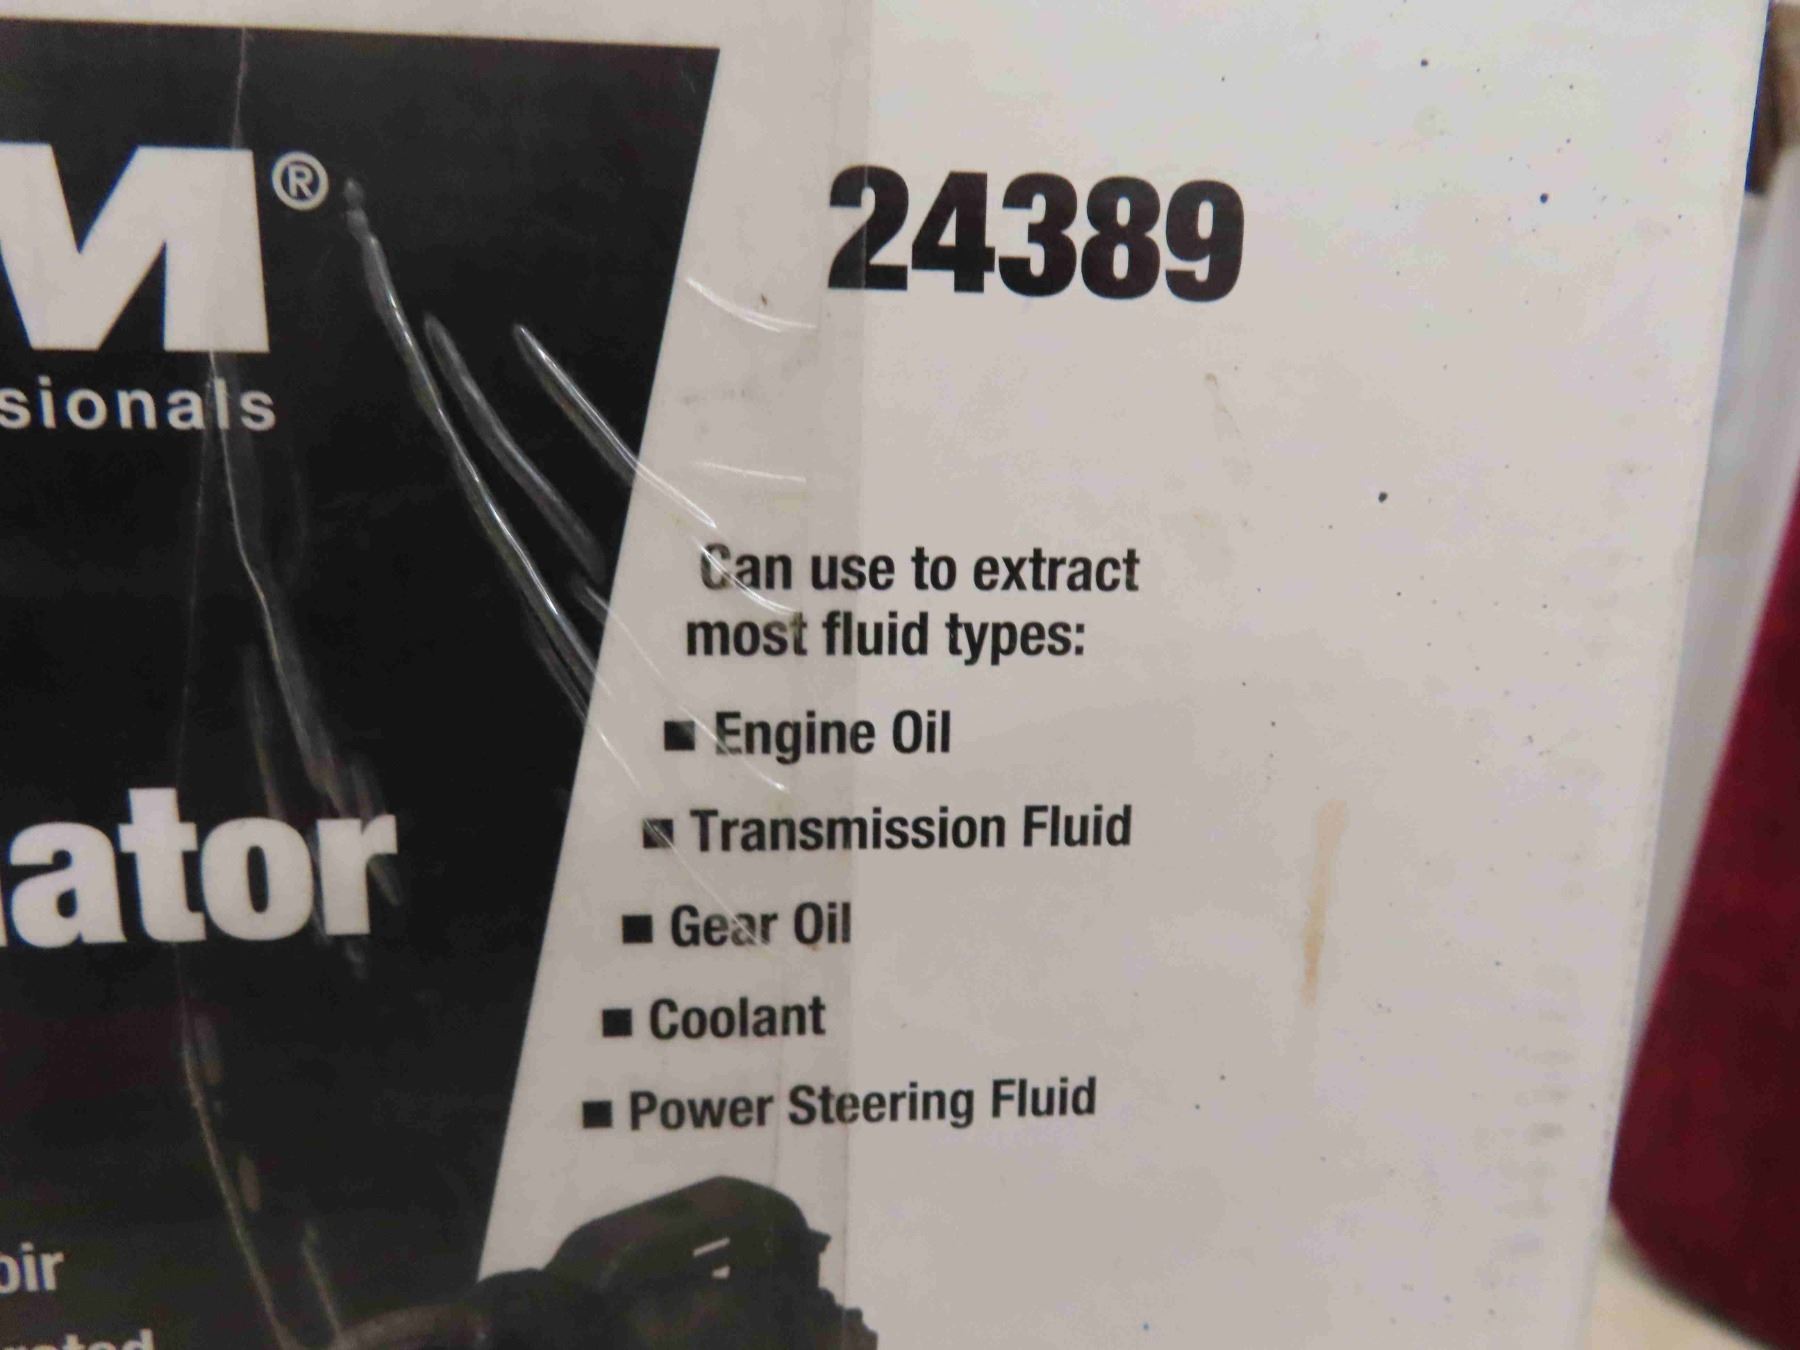 M®
sionals
24389
Can use to extract
most fluid types:
■ Engine Oil
■ Transmission Fluid
■ Gear Oil
■ Coolant
■ Power Steering Fluid
ator
oir